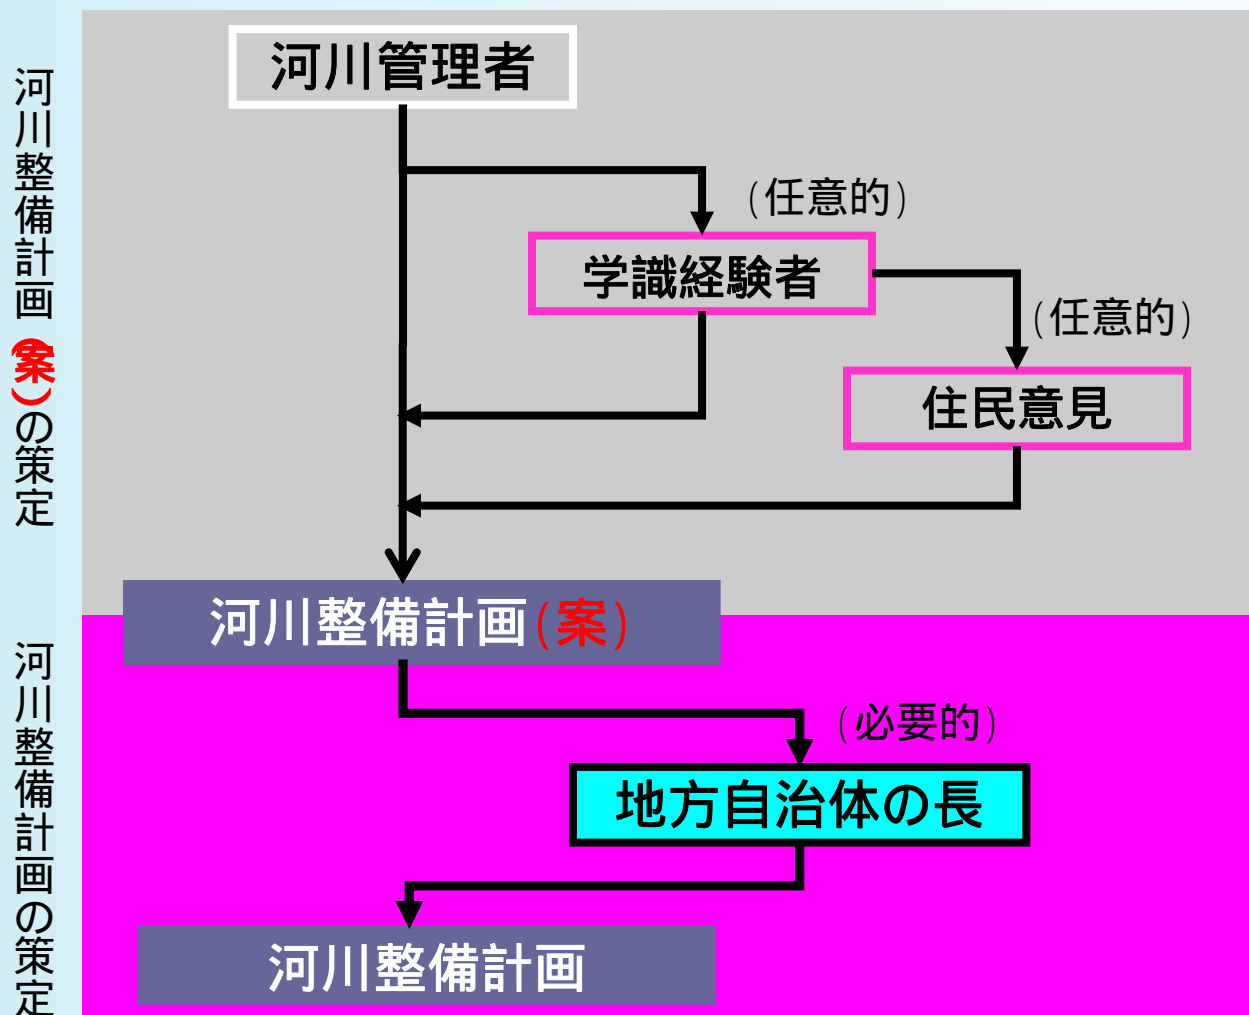 河川管理者
(任意的)
学識経験者
(任意的)
住民意見
河川整備計画(案)の策定
河川整備計画(案)
(必要的)
地方自治体の長
河川整備計画
河川整備計画の策定